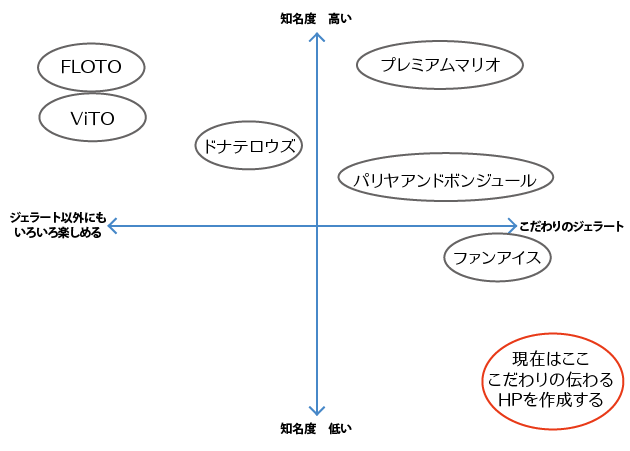 知名度　高い
FLOTO
プレミアムマリオ
ViTO
ドナテロウズ
パリヤアンドボンジュール
ジェラート以外にも
いろいろ楽しめる
こだわりのジェラート
ファンアイス
現在はここ
こだわりの伝わる
HPを作成する
知名度　低い